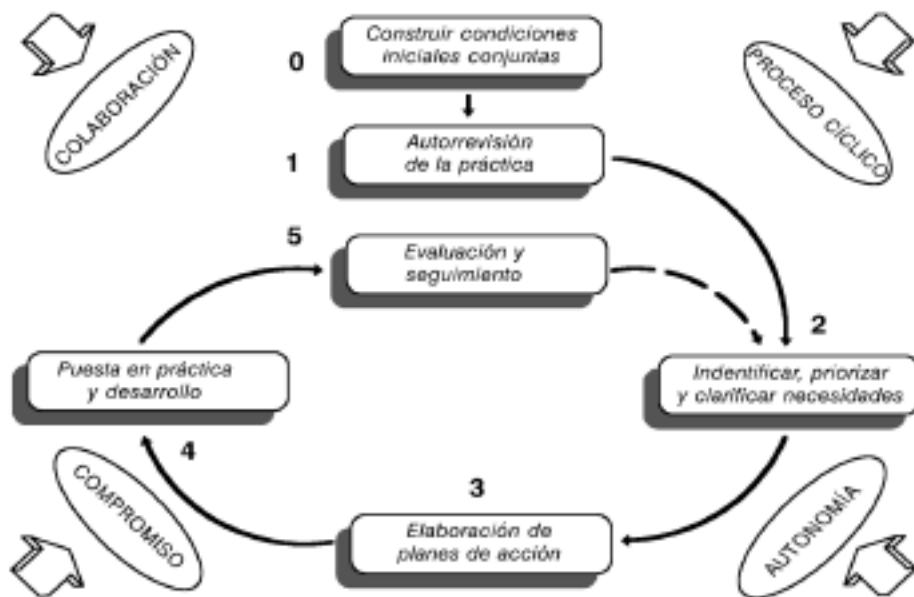 COLABORACIÓN
0
Construir condiciones
iniciales conjuntas
PROCESO CÍCLICO
1
Autorrevisión
de la práctica
5
Evaluación y
seguimiento
2
Indentificar, priorizar
y clarificar necesidades
Puesta en práctica
y desarrollo
4
COMPROMISO
3
Elaboración de
planes de acción
AUTONOMÍA